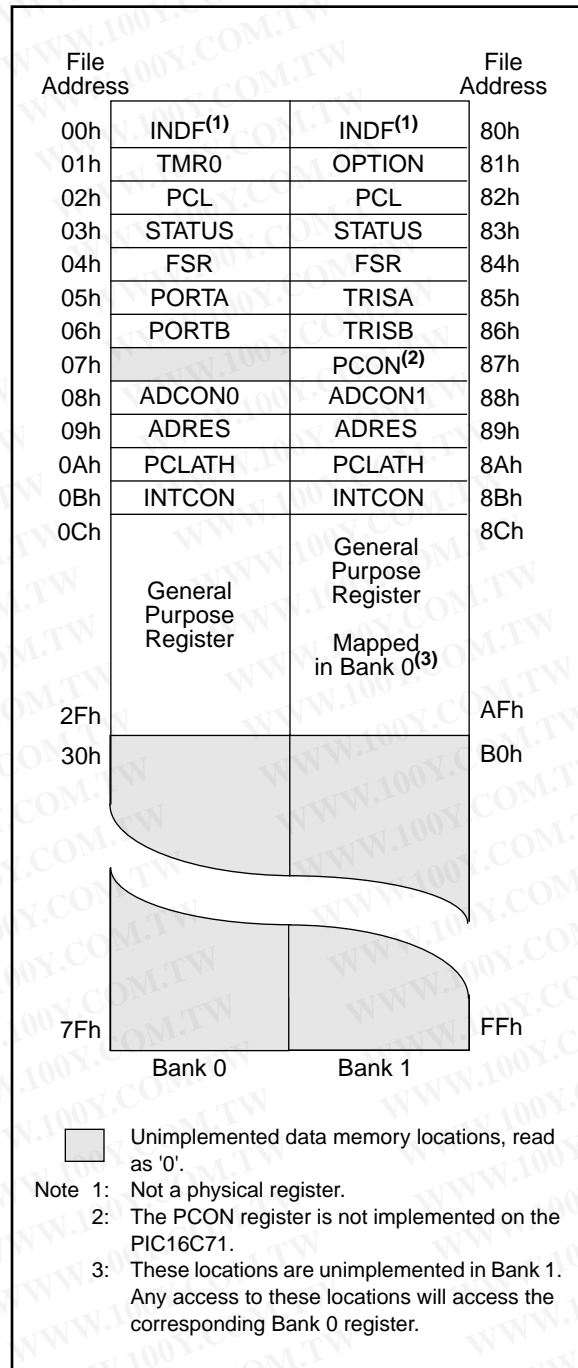 File
Address
File
Address
00h INDF(1) INDF(1) 80h
01h TMR0 OPTION 81h
02h PCL PCL 82h
03h STATUS STATUS 83h
04h FSR FSR 84h
05h PORTA TRISA 85h
06h PORTB TRISB 86h
07h PCON(2) 87h
08h ADCON0 ADCON1 88h
09h ADRES ADRES 89h
0Ah PCLATH PCLATH 8Ah
0Bh INTCON INTCON 8Bh
0Ch 8Ch
General
Purpose
Register
General
Purpose
Register
Mapped
in Bank 0(3)
2Fh AFh
30h B0h
7Fh FFh
Bank 0 Bank 1
Unimplemented data memory locations, read
as '0'.
Note 1: Not a physical register.
2: The PCON register is not implemented on the
PIC16C71.
3: These locations are unimplemented in Bank 1.
Any access to these locations will access the
corresponding Bank 0 register.
WWW.100Y.COM.TW